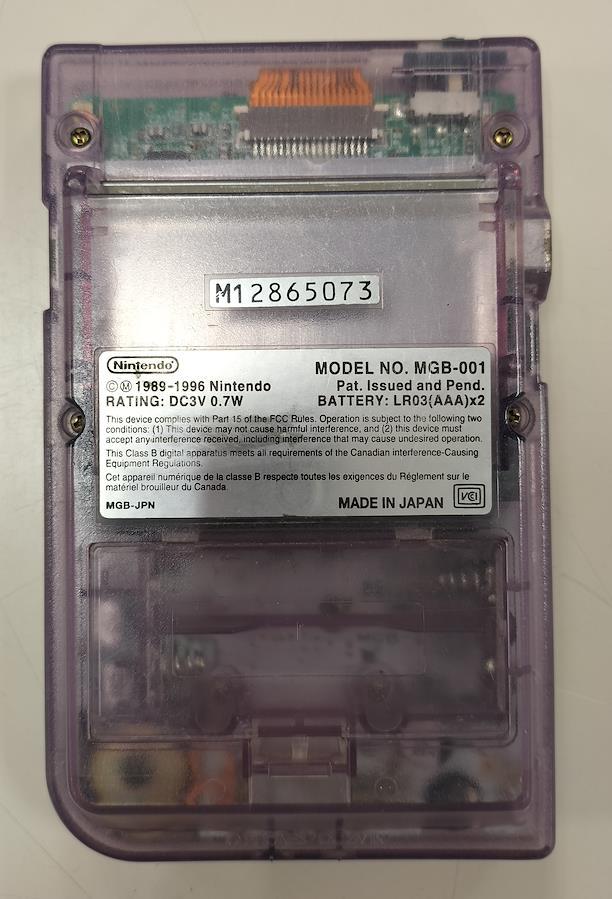 M12865073
Nintendo
MODEL NO. MGB-001
©Ⓜ 1989-1996 Nintendo
Pat. Issued and Pend.
RATING: DC3V 0.7W
BATTERY: LR03(AAA)x2
This device complies with Part 15 of the FCC Rules. Operation is subject to the following two
conditions: (1) This device may not cause harmful interference, and (2) this device must
accept anyinterference received, including interference that may cause undesired operation.
This Class B digital apparatus meets all requirements of the Canadian interference-Causing
Equipment Regulations.
Cet appareil numérique de la classe B respecte toutes les exigences du Réglement sur le
matériel brouilleur du Canada.
MGB-JPN
MADE IN JAPAN
VCI